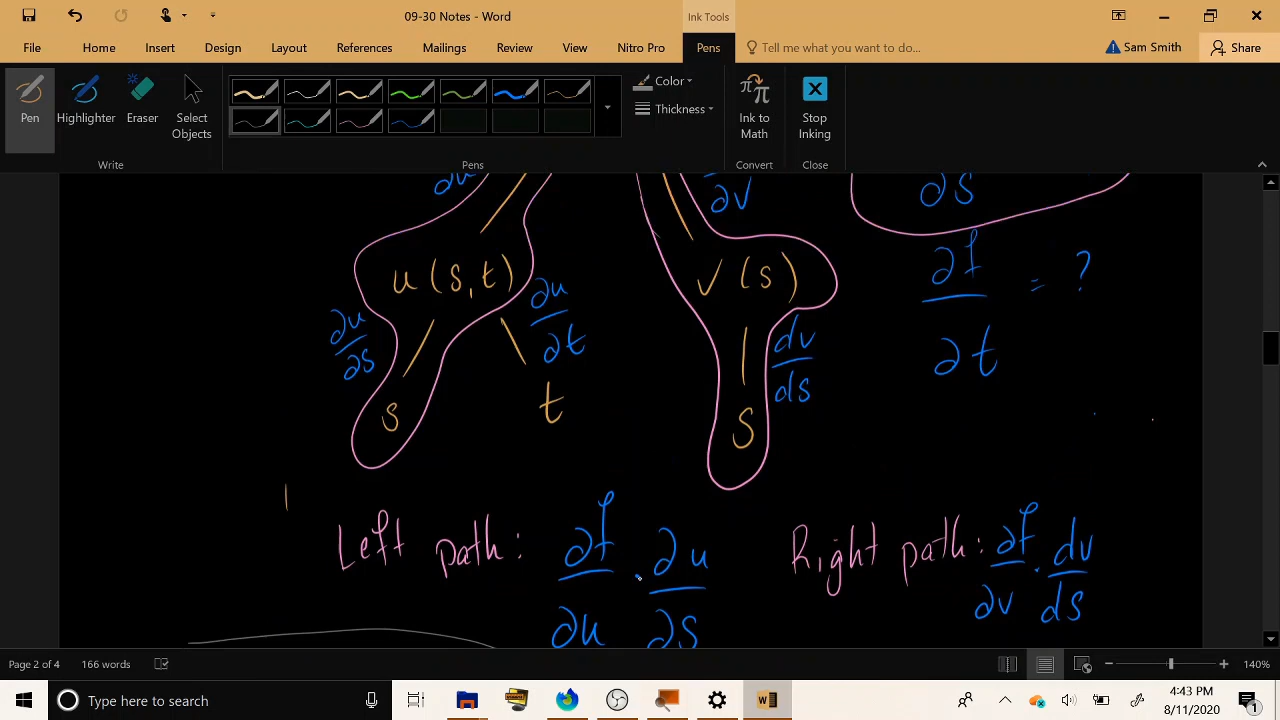 09-30 Notes - Word
Ink Tools
File Home Insert Design Layout References Mailings Review View Nitro Pro Pens Tell me what you want to do... Sam Smith Share
Pen Highlighter Eraser Select Objects
Color
Thickness
Ink to Math
Stop Inking
Write Pens Convert Close
∂u
∂v
∂s
u(s,t)
v(s)
∂f/∂t = ?
∂u/∂s
∂u/∂t
dv/ds
s
t
s
Left path: ∂f/∂u · ∂u/∂s
Right path: ∂f/∂v · dv/ds
Page 2 of 4 166 words 140%
Type here to search
4:43 PM
8/11/2020
1